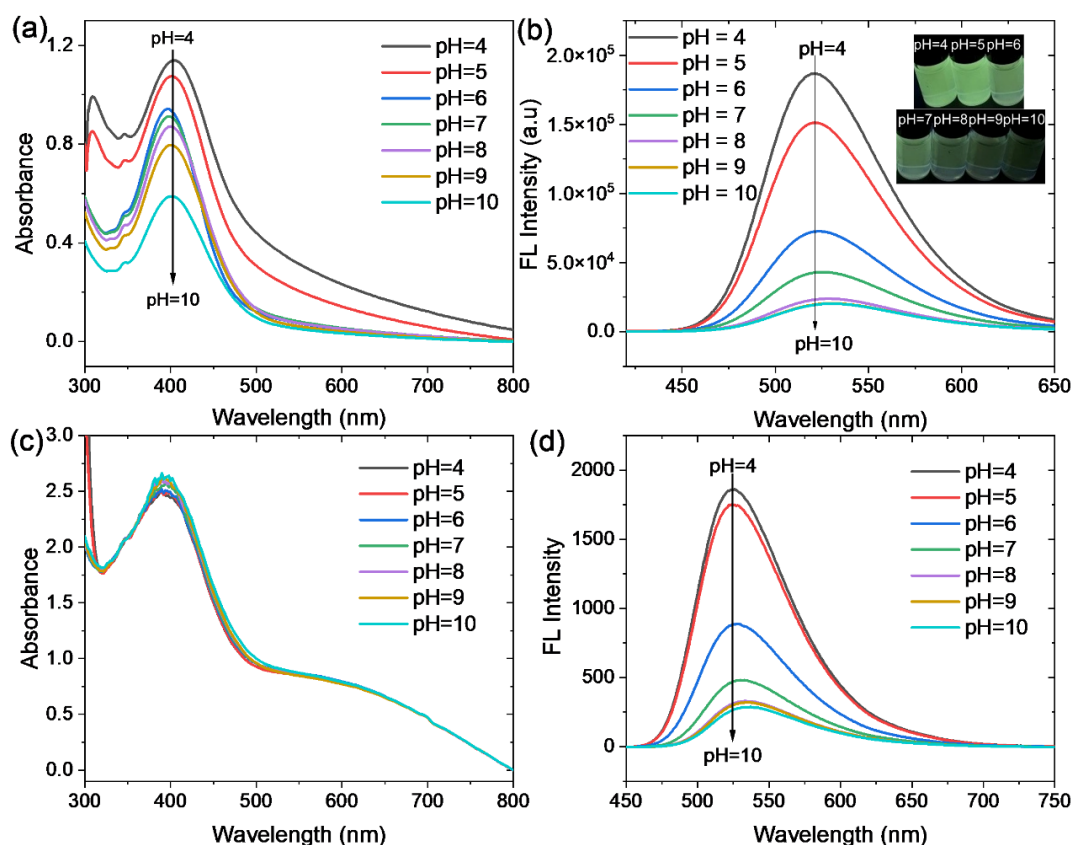 (a)
pH=4
pH=10
pH=4
pH=5
pH=6
pH=7
pH=8
pH=9
pH=10
1.2
0.8
0.4
0.0
Absorbance
300 400 500 600 700 800
Wavelength (nm)
(b)
pH = 4
pH = 5
pH = 6
pH = 7
pH = 8
pH = 9
pH = 10
pH=4
pH=10
pH=4 pH=5 pH=6
pH=7 pH=8 pH=9 pH=10
2.0×10⁵
1.5×10⁵
1.0×10⁵
5.0×10⁴
0.0
FL Intensity (a.u)
450 500 550 600 650
Wavelength (nm)
(c)
pH=4
pH=5
pH=6
pH=7
pH=8
pH=9
pH=10
3.0
2.5
2.0
1.5
1.0
0.5
0.0
Absorbance
300 400 500 600 700 800
Wavelength (nm)
(d)
pH=4
pH=10
pH=4
pH=5
pH=6
pH=7
pH=8
pH=9
pH=10
2000
1500
1000
500
0
FL Intensity
450 500 550 600 650 700 750
Wavelength (nm)